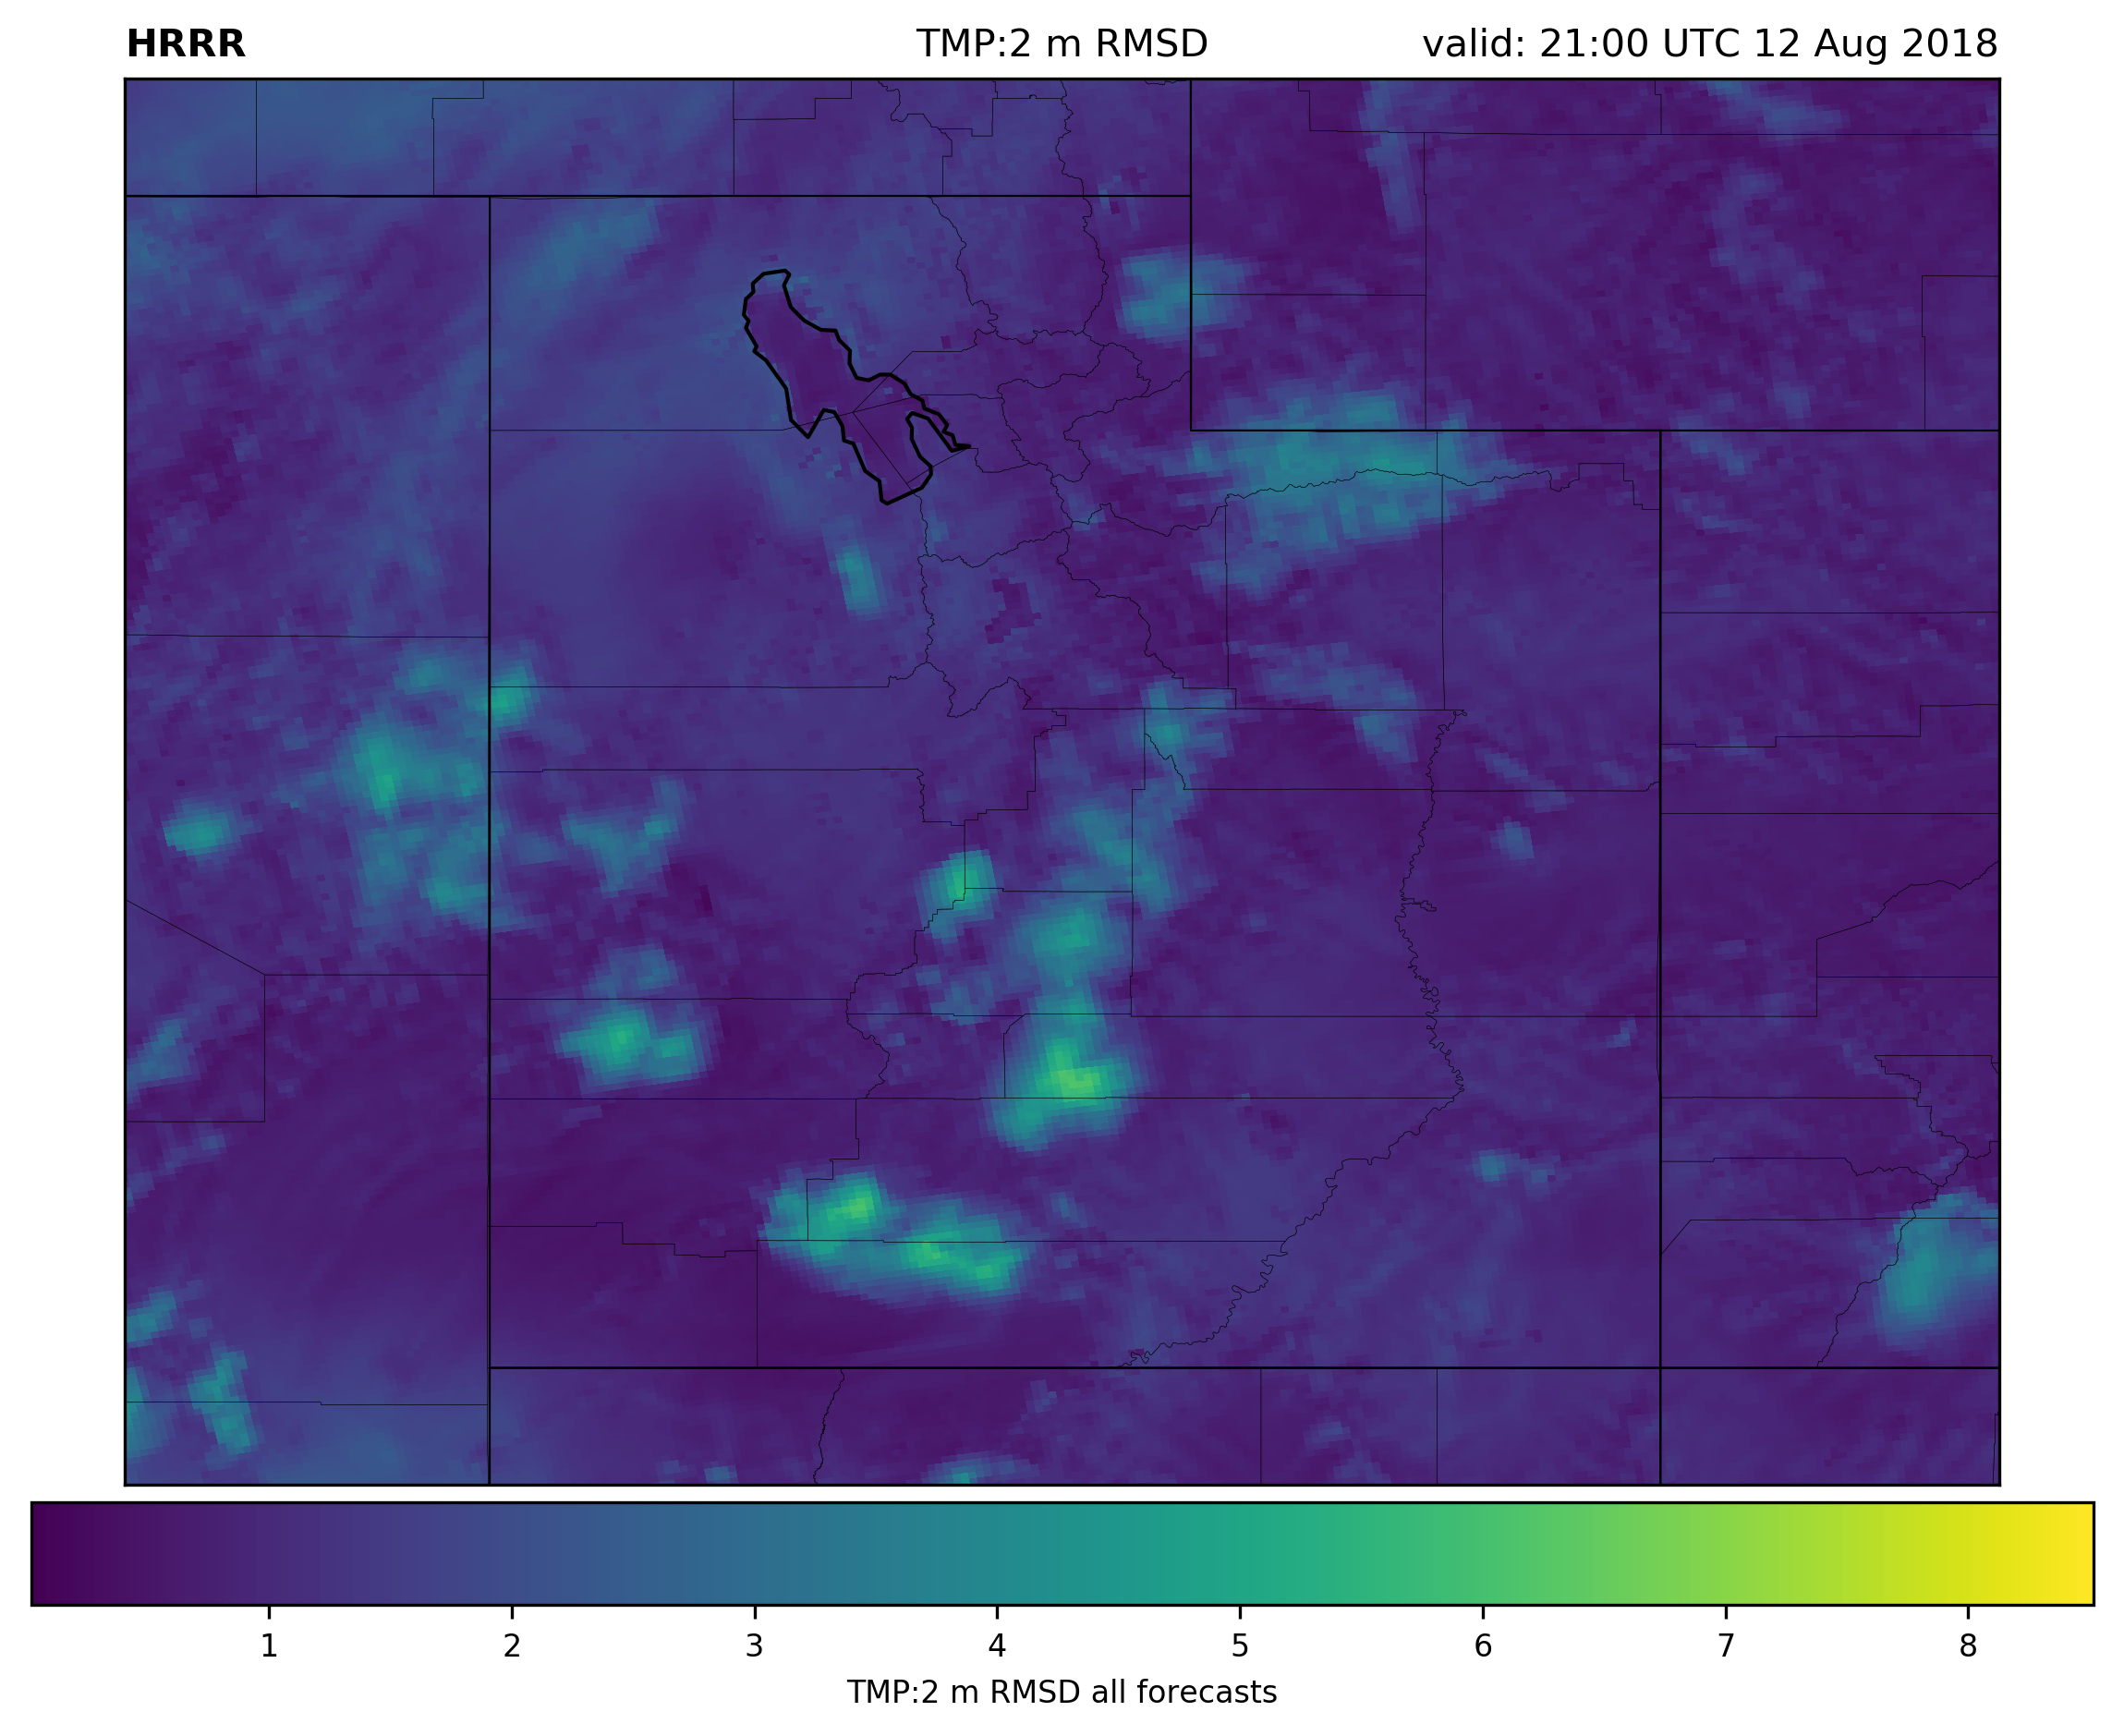 HRRR TMP:2 m RMSD valid: 21:00 UTC 12 Aug 2018
1 2 3 4 5 6 7 8
TMP:2 m RMSD all forecasts